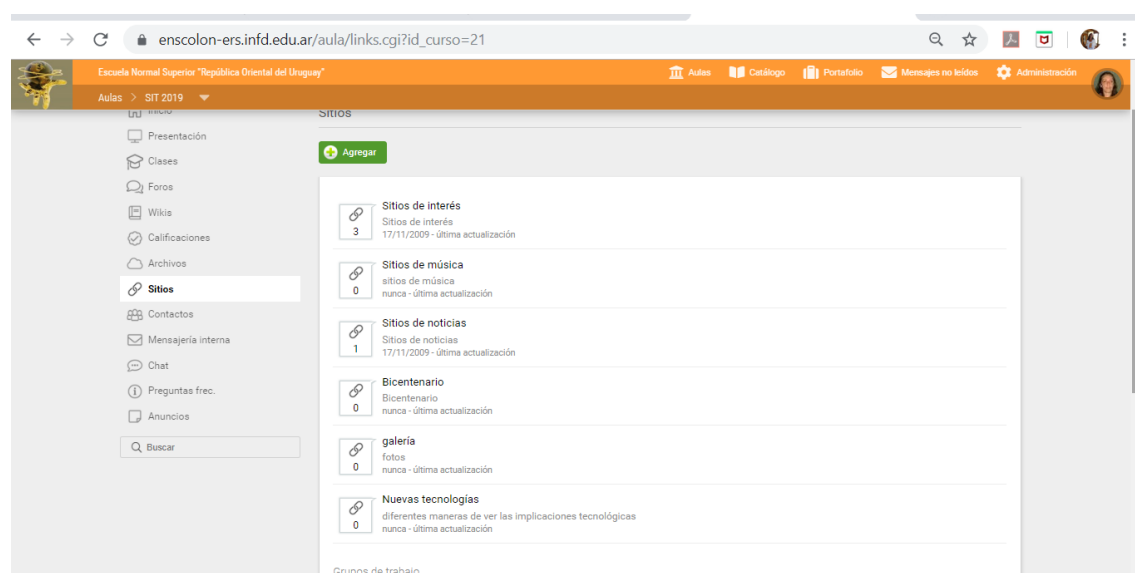 enscolon-ers.infd.edu.ar/aula/links.cgi?id_curso=21
Escuela Normal Superior "República Oriental del Uruguay"
Aulas
Catálogo
Portafolio
Mensajes no leídos
Administración
Aulas > SIT 2019
Inicio
Presentación
Clases
Foros
Wikis
Calificaciones
Archivos
Sitios
Contactos
Mensajería interna
Chat
Preguntas frec.
Anuncios
Buscar
Sitios
Agregar
3
Sitios de interés
Sitios de interés
17/11/2009 - última actualización
0
Sitios de música
sitios de música
nunca - última actualización
1
Sitios de noticias
Sitios de noticias
17/11/2009 - última actualización
0
Bicentenario
Bicentenario
nunca - última actualización
0
galería
fotos
nunca - última actualización
0
Nuevas tecnologías
diferentes maneras de ver las implicaciones tecnológicas
nunca - última actualización
Grupos de trabajo